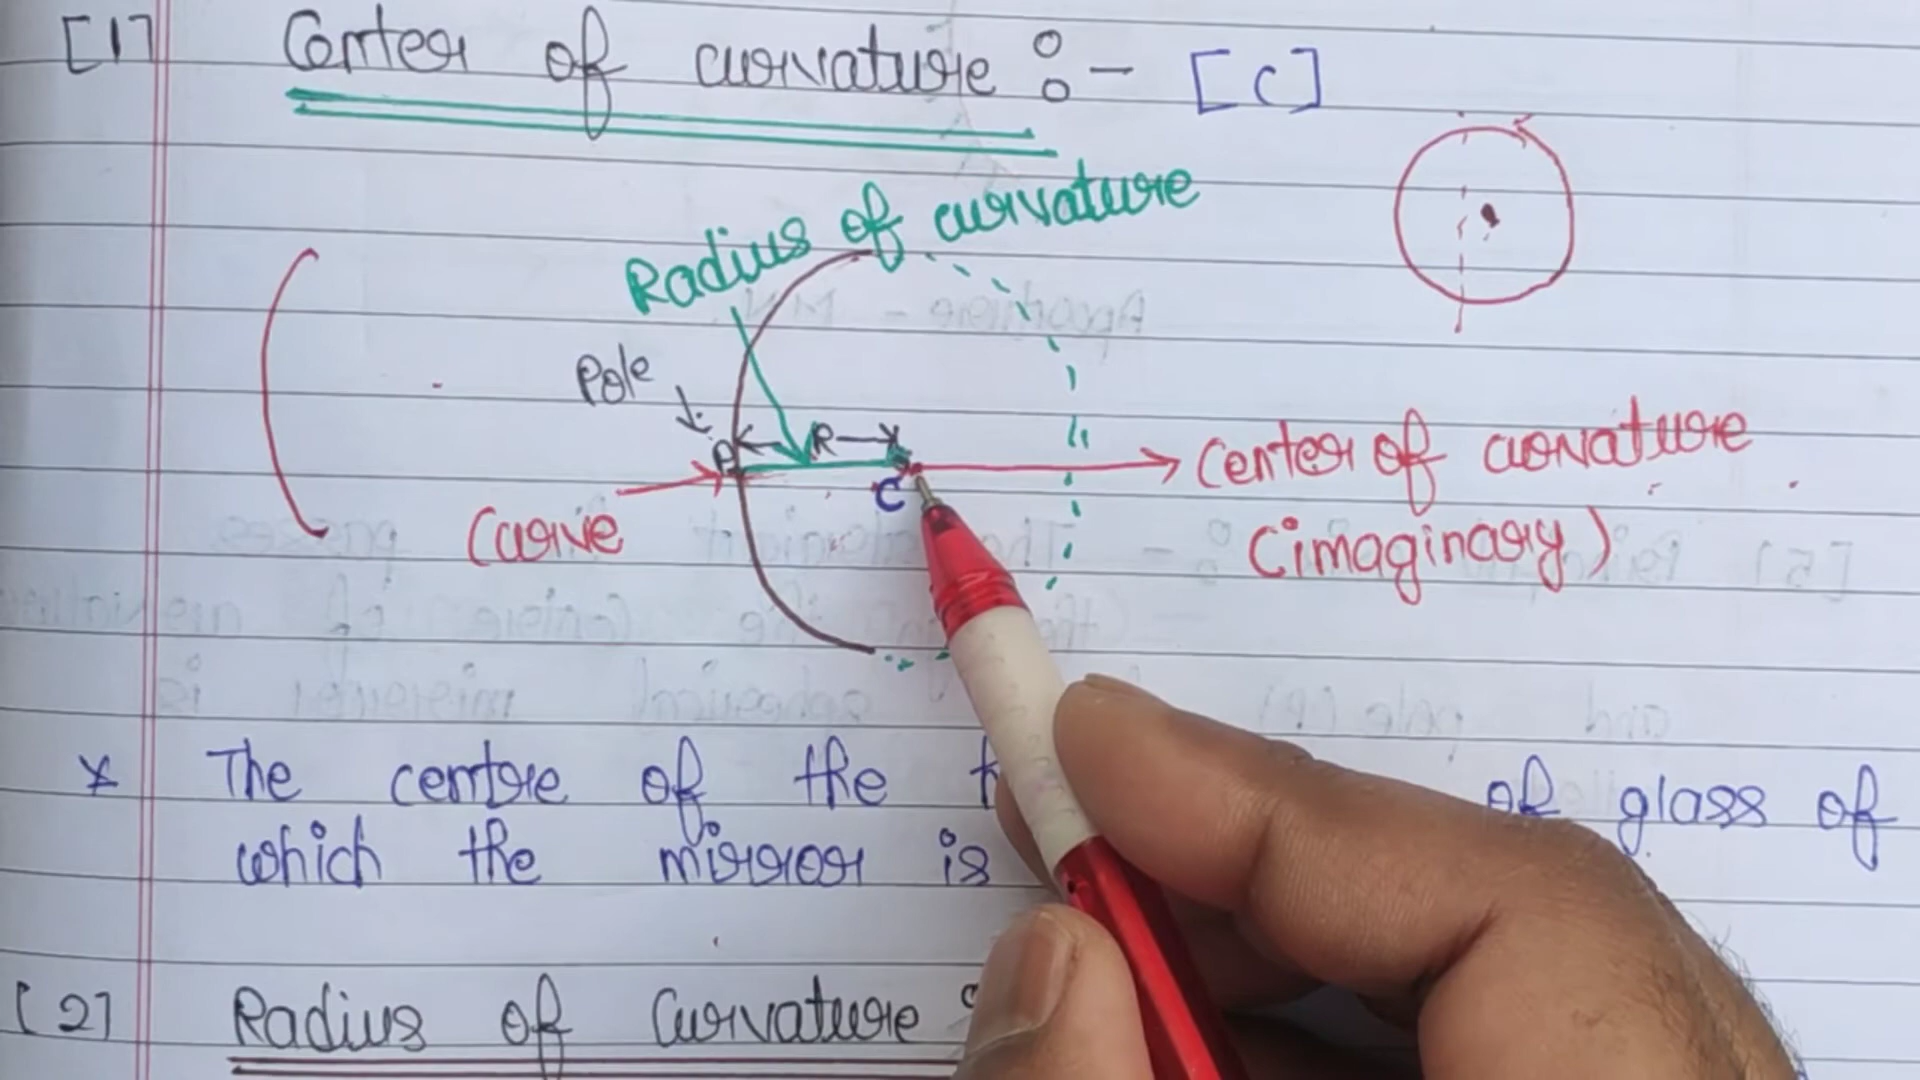 [1] Center of curvature :- [C]
Radius of curvature
Pole
P R
C
Curve
Center of curvature
(imaginary)
* The centre of the of glass of
which the mirror is
[2] Radius of Curvature